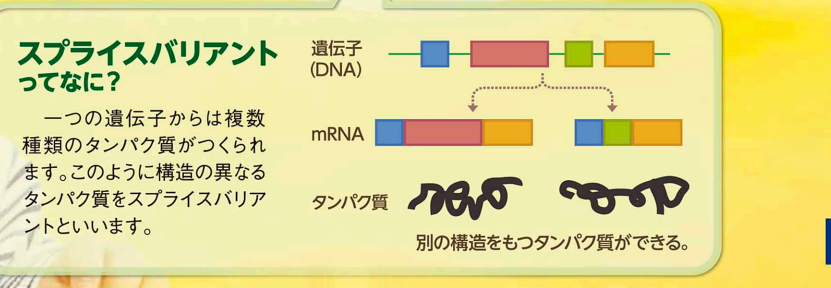 スプライスバリアント
ってなに？
一つの遺伝子からは複数
種類のタンパク質がつくられ
ます。このように構造の異なる
タンパク質をスプライスバリア
ントといいます。
遺伝子
(DNA)
mRNA
タンパク質
別の構造をもつタンパク質ができる。